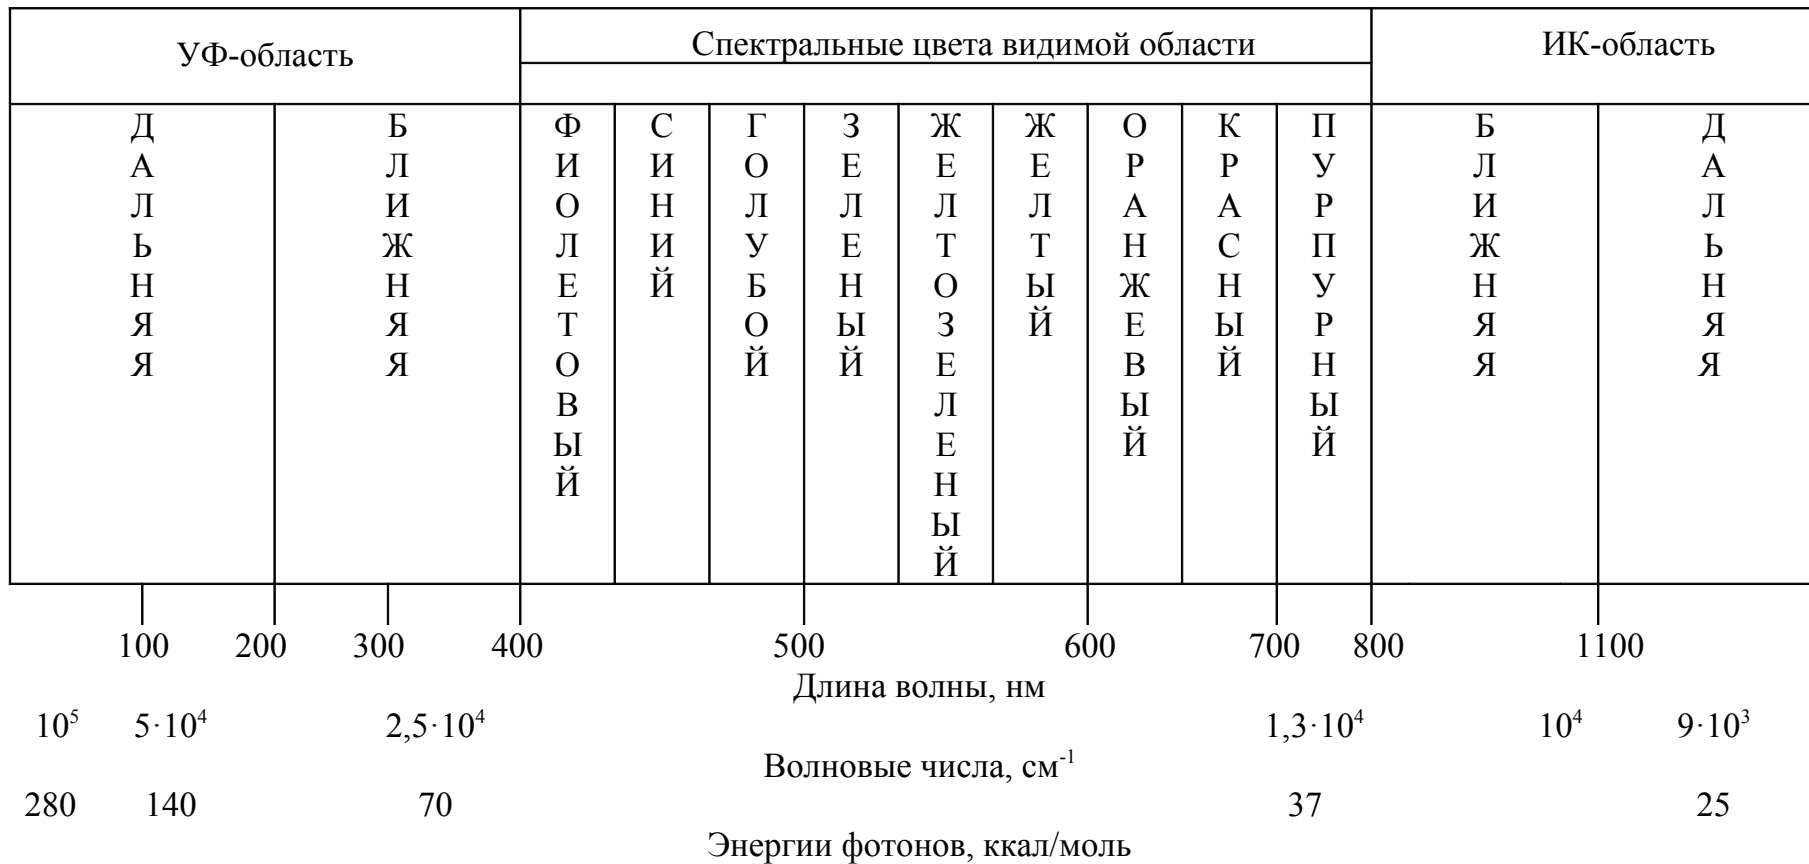 УФ-область
Спектральные цвета видимой области
ИК-область
ДАЛЬНЯЯ
БЛИЖНЯЯ
ФИОЛЕТОВЫЙ
СИНИЙ
ГОЛУБОЙ
ЗЕЛЕНЫЙ
ЖЕЛТОЗЕЛЕНЫЙ
ЖЕЛТЫЙ
ОРАНЖЕВЫЙ
КРАСНЫЙ
ПУРПУРНЫЙ
БЛИЖНЯЯ
ДАЛЬНЯЯ
100 200 300 400 500 600 700 800 1100
Длина волны, нм
10⁵ 5·10⁴ 2,5·10⁴ 1,3·10⁴ 10⁴ 9·10³
Волновые числа, см⁻¹
280 140 70 37 25
Энергии фотонов, ккал/моль